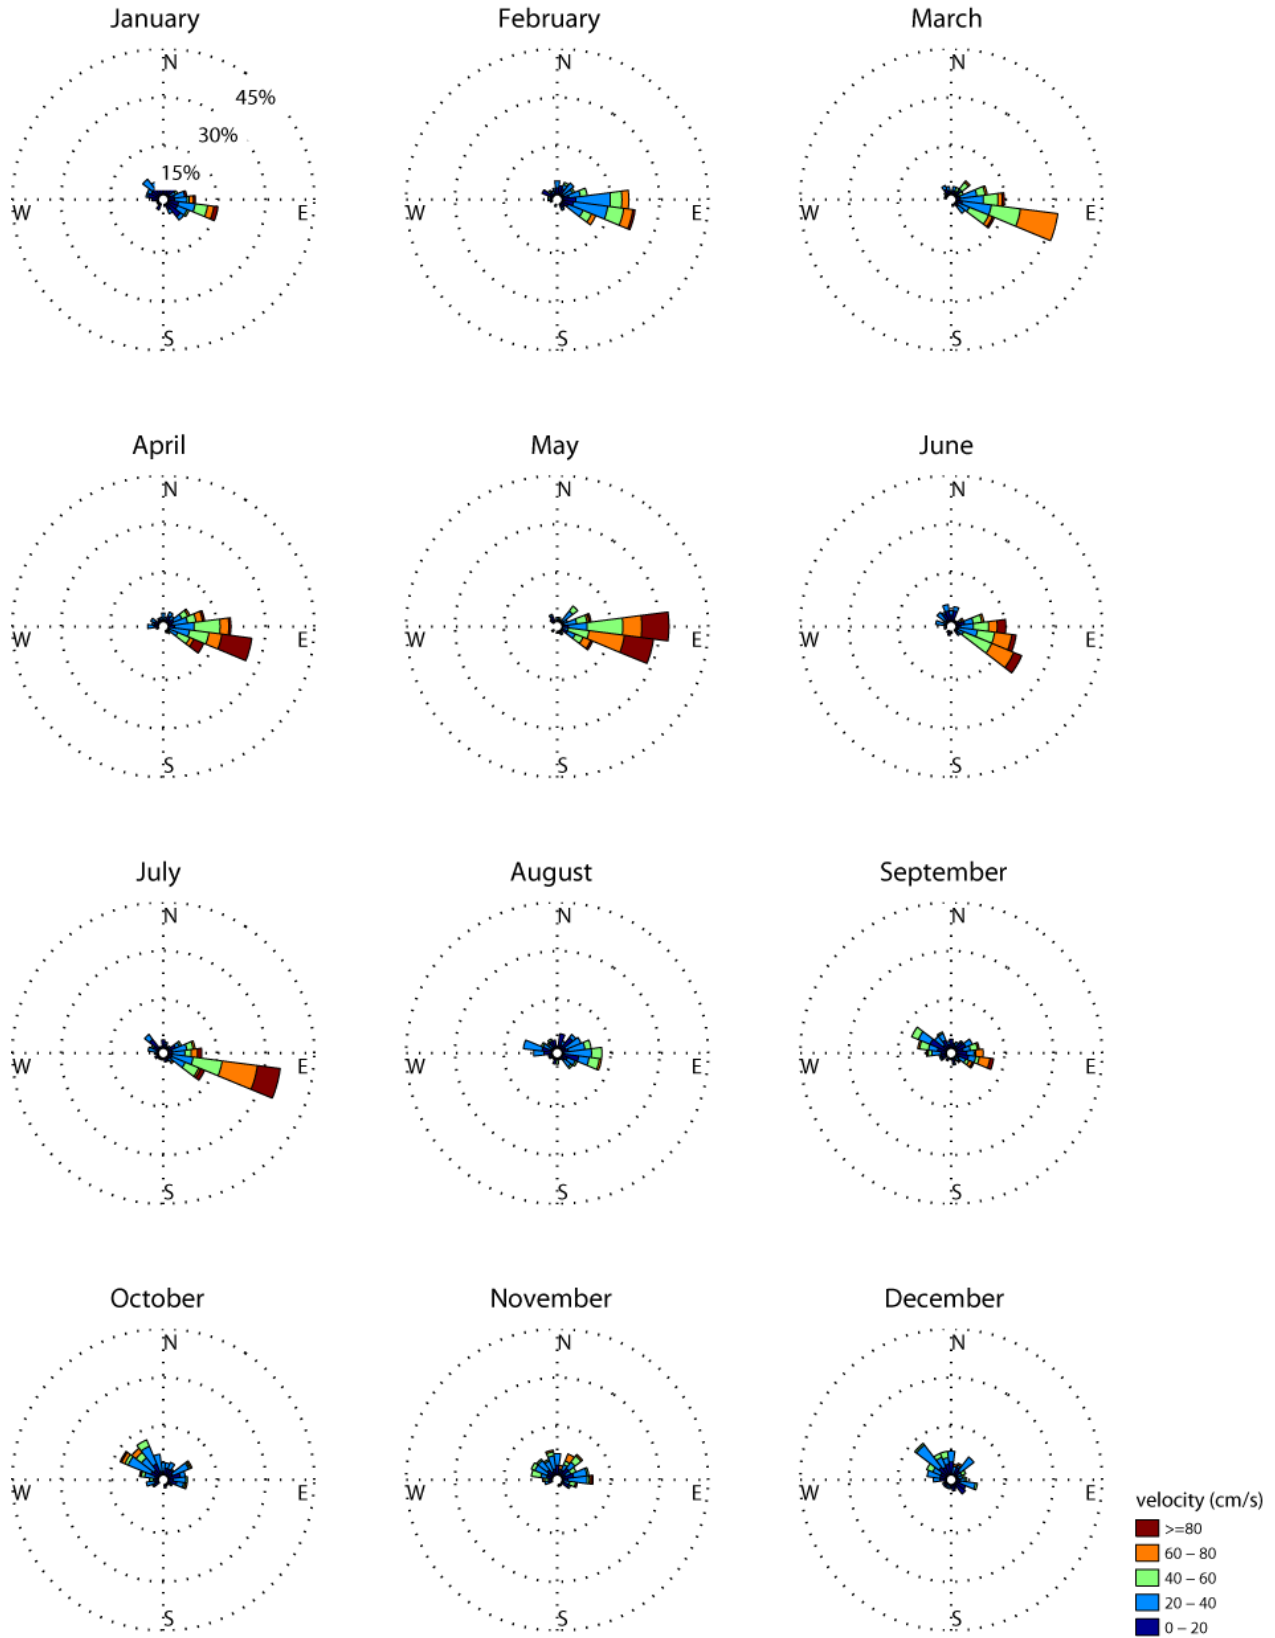 January
February
March
N
N
N
45%
30%
15%
W
E
W
E
W
E
S
S
S
April
May
June
N
N
N
W
E
W
E
W
E
S
S
S
July
August
September
N
N
N
W
E
W
E
W
E
S
S
S
October
November
December
N
N
N
W
E
W
E
W
E
S
S
S
velocity (cm/s)
>=80
60 – 80
40 – 60
20 – 40
0 – 20